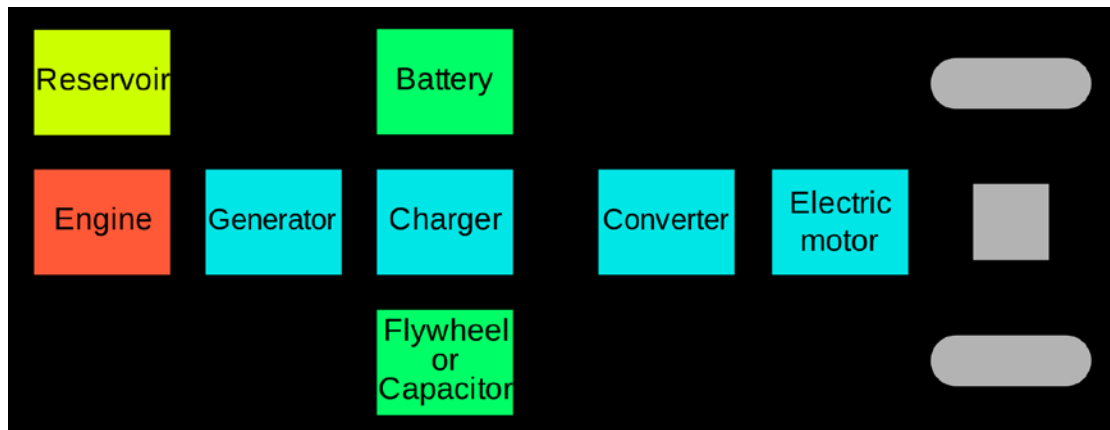 Reservoir
Battery
Engine
Generator
Charger
Converter
Electric
motor
Flywheel
or
Capacitor